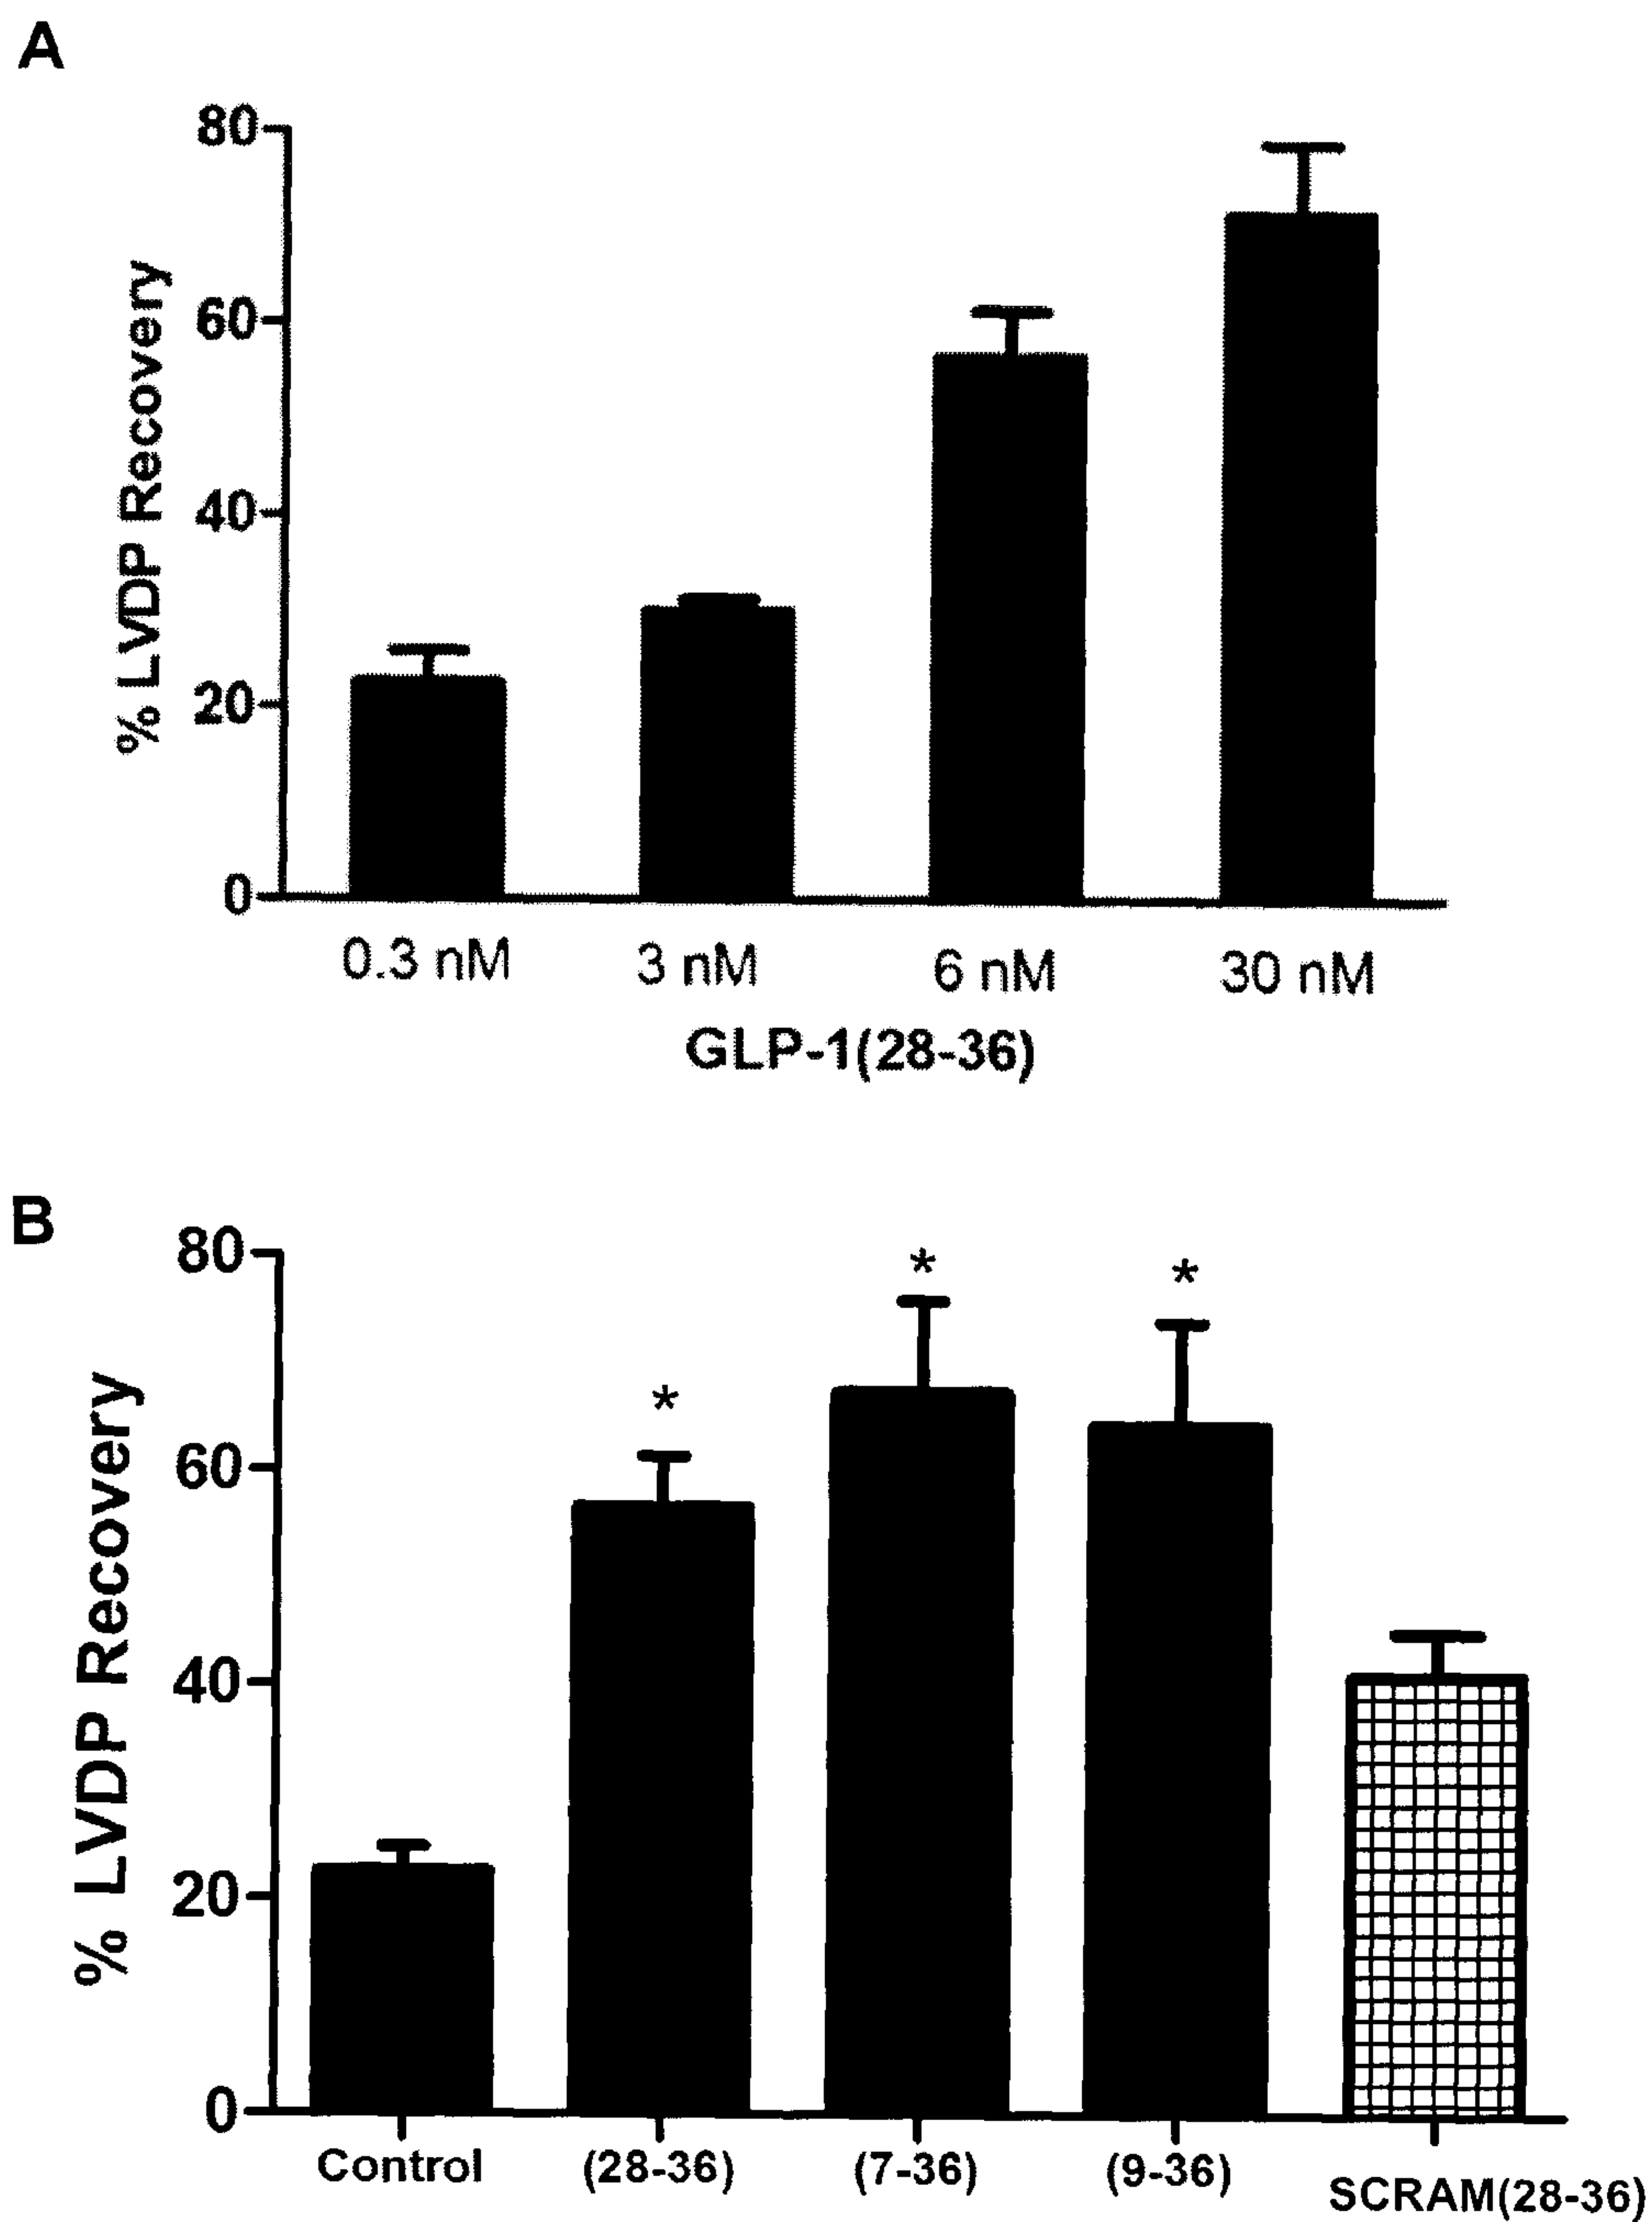 A
80
60
40
20
0
% LVDP Recovery
0.3 nM
3 nM
6 nM
30 nM
GLP-1(28-36)
B
80
60
40
20
0
% LVDP Recovery
*
*
*
Control
(28-36)
(7-36)
(9-36)
SCRAM(28-36)